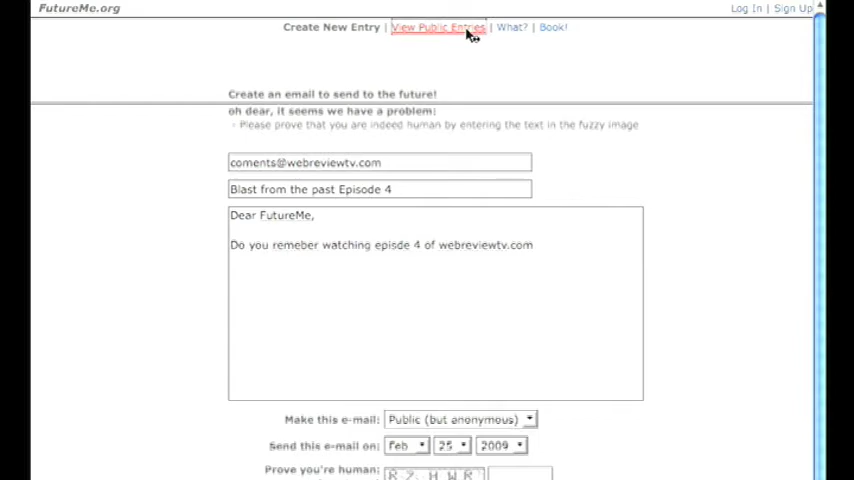 FutureMe.org
Log In | Sign Up
Create New Entry | View Public Entries | What? | Book!
Create an email to send to the future!
oh dear, it seems we have a problem:
- Please prove that you are indeed human by entering the text in the fuzzy image
coments@webreviewtv.com
Blast from the past Episode 4
Dear FutureMe,
Do you remeber watching episde 4 of webreviewtv.com
Make this e-mail: Public (but anonymous)
Send this e-mail on: Feb 25 2009
Prove you're human: